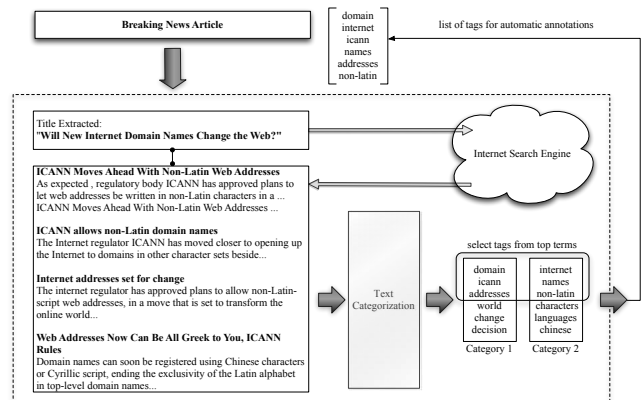 Breaking News Article
domain
internet
icann
names
addresses
non-latin
list of tags for automatic annotations
Title Extracted:
"Will New Internet Domain Names Change the Web?"
Internet Search Engine
ICANN Moves Ahead With Non-Latin Web Addresses
As expected , regulatory body ICANN has approved plans to
let web addresses be written in non-Latin characters in a ...
ICANN Moves Ahead With Non-Latin Web Addresses ...
ICANN allows non-Latin domain names
The Internet regulator ICANN has moved closer to opening up
the Internet to domains in other character sets beside...
Internet addresses set for change
The internet regulator has approved plans to allow non-Latin-
script web addresses, in a move that is set to transform the
online world...
Web Addresses Now Can Be All Greek to You, ICANN
Rules
Domain names can soon be registered using Chinese characters
or Cyrillic script, ending the exclusivity of the Latin alphabet
in top-level domain names...
Text
Categorization
select tags from top terms
domain
icann
addresses
world
change
decision
Category 1
internet
names
non-latin
characters
languages
chinese
Category 2